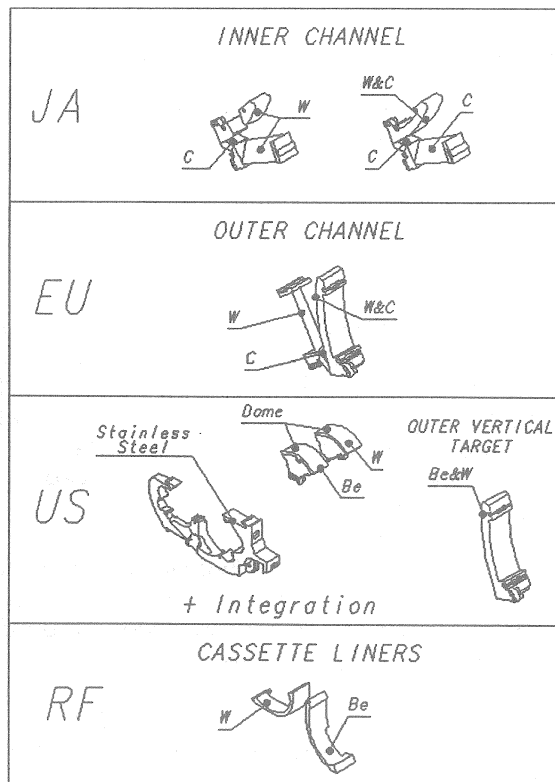 INNER CHANNEL
JA
W
C
W&C
C
C
OUTER CHANNEL
EU
W
W&C
C
US
Stainless
Steel
Dome
W
Be
OUTER VERTICAL
TARGET
Be&W
+ Integration
CASSETTE LINERS
RF
W
Be